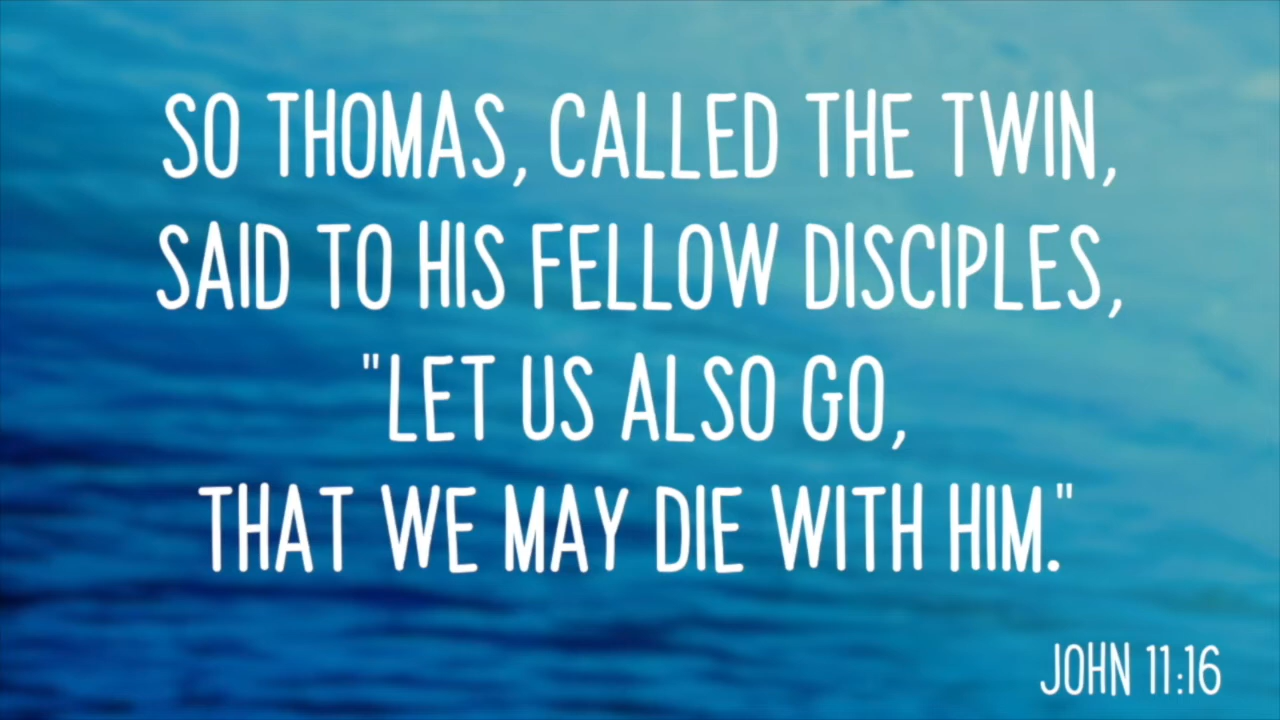 SO THOMAS, CALLED THE TWIN,
SAID TO HIS FELLOW DISCIPLES,
"LET US ALSO GO,
THAT WE MAY DIE WITH HIM."
JOHN 11:16